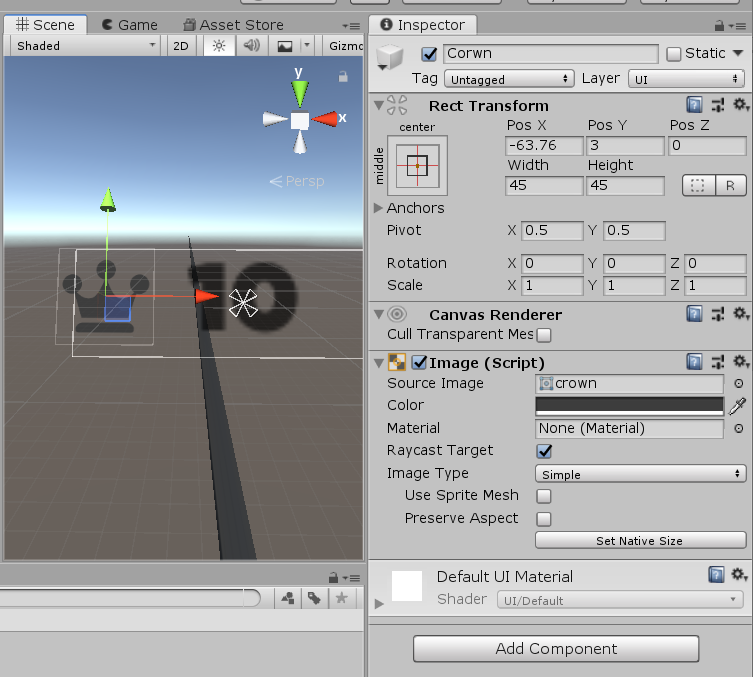 Scene Game Asset Store
Shaded 2D Gizmo
y
x
Persp
10
Inspector
Corwn Static
Tag Untagged Layer UI
Rect Transform
center Pos X Pos Y Pos Z
middle -63.76 3 0
Width Height
45 45 R
Anchors
Pivot X 0.5 Y 0.5
Rotation X 0 Y 0 Z 0
Scale X 1 Y 1 Z 1
Canvas Renderer
Cull Transparent Mes
Image (Script)
Source Image crown
Color
Material None (Material)
Raycast Target
Image Type Simple
Use Sprite Mesh
Preserve Aspect
Set Native Size
Default UI Material
Shader UI/Default
Add Component